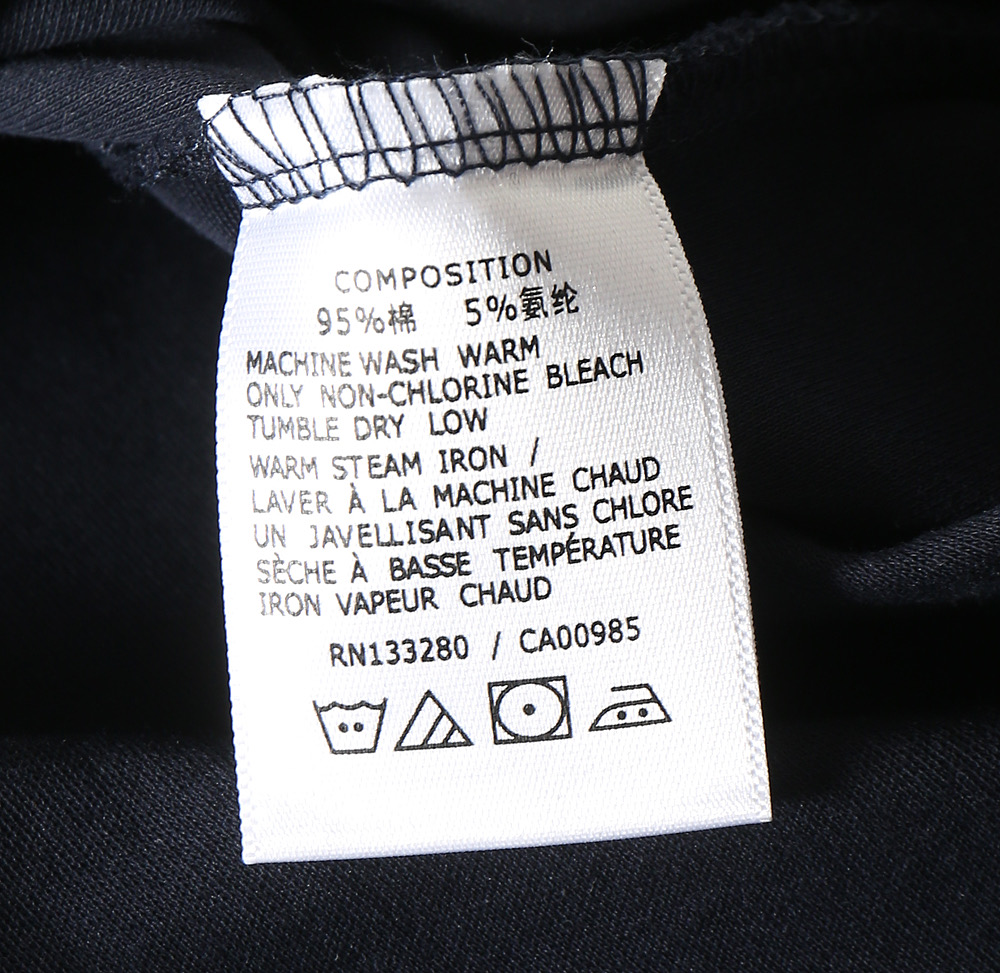 COMPOSITION
95%棉 5%氨纶
MACHINE WASH WARM
ONLY NON-CHLORINE BLEACH
TUMBLE DRY LOW
WARM STEAM IRON /
LAVER À LA MACHINE CHAUD
UN JAVELLISANT SANS CHLORE
SÈCHE À BASSE TEMPÉRATURE
IRON VAPEUR CHAUD
RN133280 / CA00985